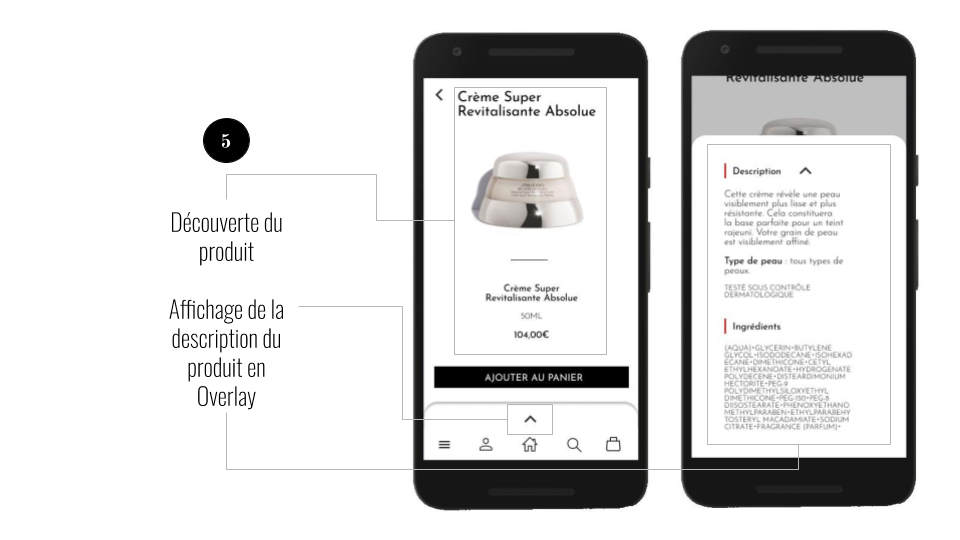 5
Découverte du
produit
Affichage de la
description du
produit en
Overlay
Crème Super
Revitalisante Absolue
SHISEIDO
Crème Super
Revitalisante Absolue
50ML
104,00€
AJOUTER AU PANIER
Revitalisante Absolue
Description
Cette crème révèle une peau
visiblement plus lisse et plus
résistante. Cela constituera
la base parfaite pour un teint
rajeuni. Votre grain de peau
est visiblement affiné.
Type de peau : tous types de
peaux.
TESTÉ SOUS CONTRÔLE
DERMATOLOGIQUE
Ingrédients
(AQUA)•GLYCERIN•BUTYLENE
GLYCOL•ISODODECANE•ISOHEXAD
ECANE•DIMETHICONE•CETYL
ETHYLHEXANOATE•HYDROGENATE
POLYDECENE•DISTEARDIMONIUM
HECTORITE•PEG-9
POLYDIMETHYLSILOXYETHYL
DIMETHICONE•PEG-150•PEG-8
DIISOSTEARATE•PHENOXYETHANO
METHYLPARABEN•ETHYLPARABEHY
TOSTERYL MACADAMIATE•SODIUM
CITRATE•FRAGRANCE (PARFUM)•